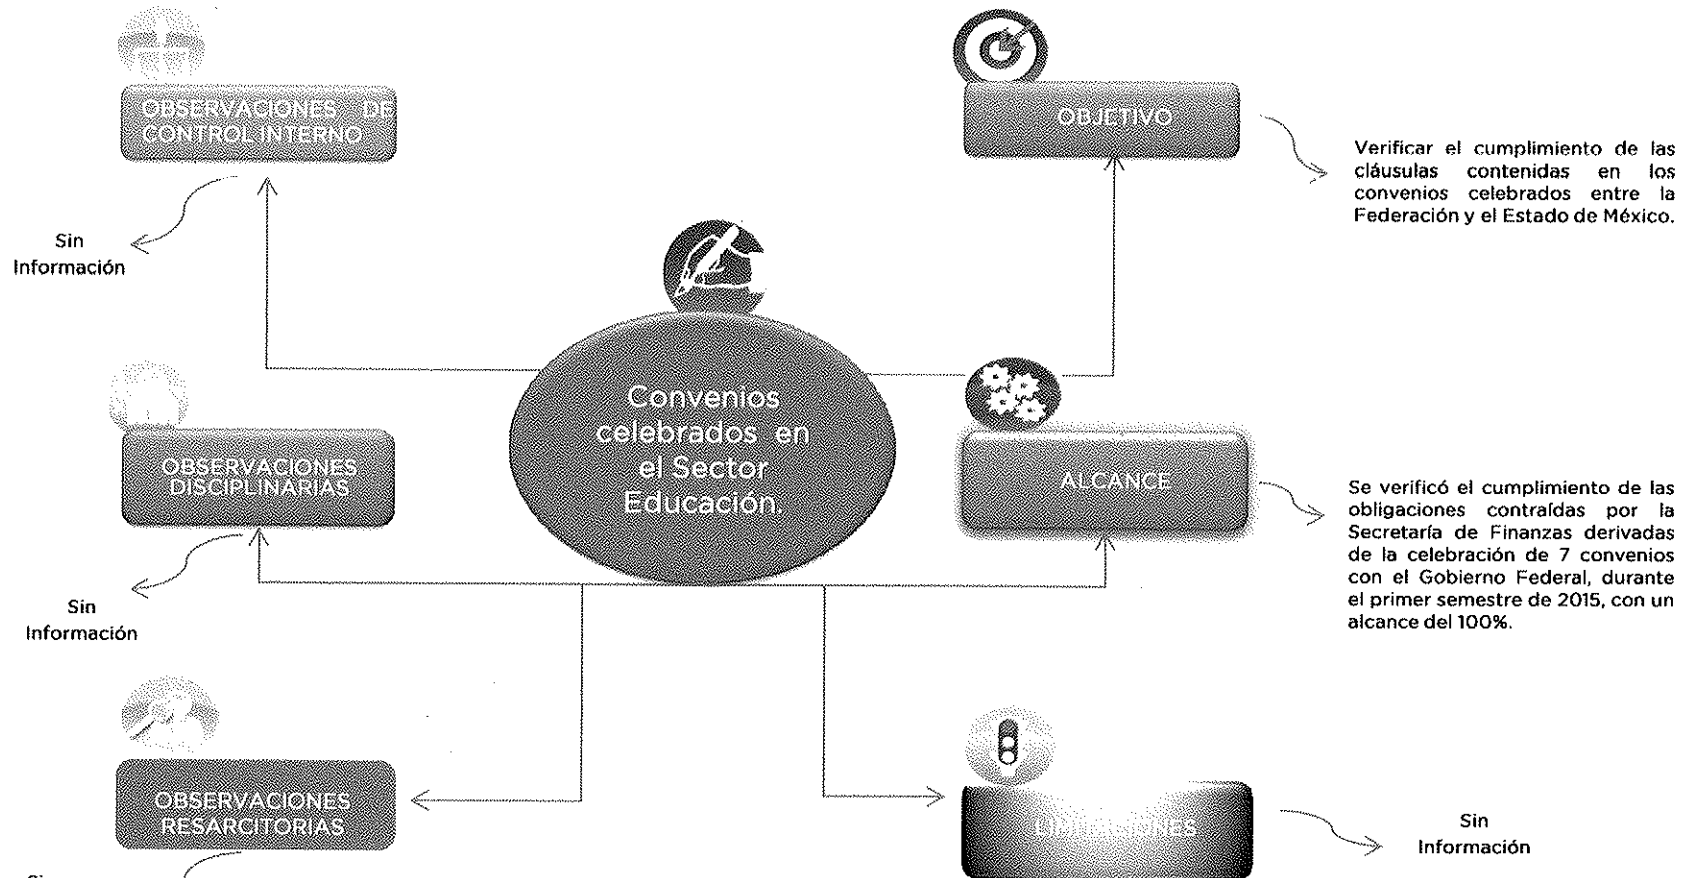 OBSERVACIONES DE
CONTROL INTERNO
Sin
Información
OBJETIVO
Verificar el cumplimiento de las
cláusulas contenidas en los
convenios celebrados entre la
Federación y el Estado de México.
Convenios
celebrados en
el Sector
Educación.
OBSERVACIONES
DISCIPLINARIAS
Sin
Información
ALCANCE
Se verificó el cumplimiento de las
obligaciones contraídas por la
Secretaría de Finanzas derivadas
de la celebración de 7 convenios
con el Gobierno Federal, durante
el primer semestre de 2015, con un
alcance del 100%.
OBSERVACIONES
RESARCITORIAS
LIMITACIONES
Sin
Información